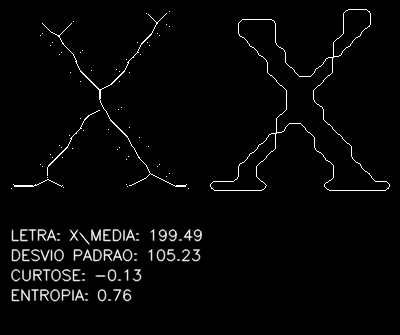 X X
LETRA: X\MEDIA: 199.49
DESVIO PADRAO: 105.23
CURTOSE: -0.13
ENTROPIA: 0.76